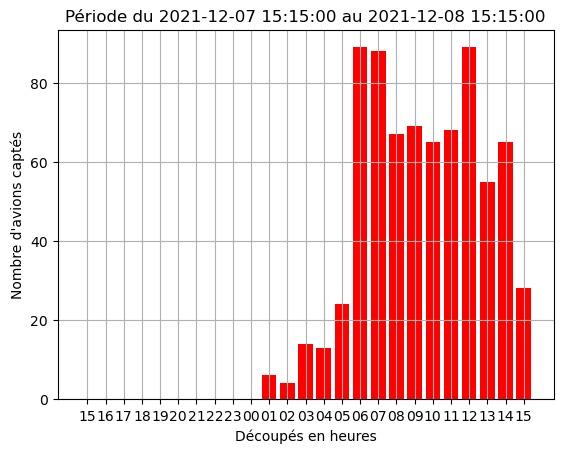 Période du 2021-12-07 15:15:00 au 2021-12-08 15:15:00
Nombre d'avions captés
80
60
40
20
0
15 16 17 18 19 20 21 22 23 00 01 02 03 04 05 06 07 08 09 10 11 12 13 14 15
Découpés en heures